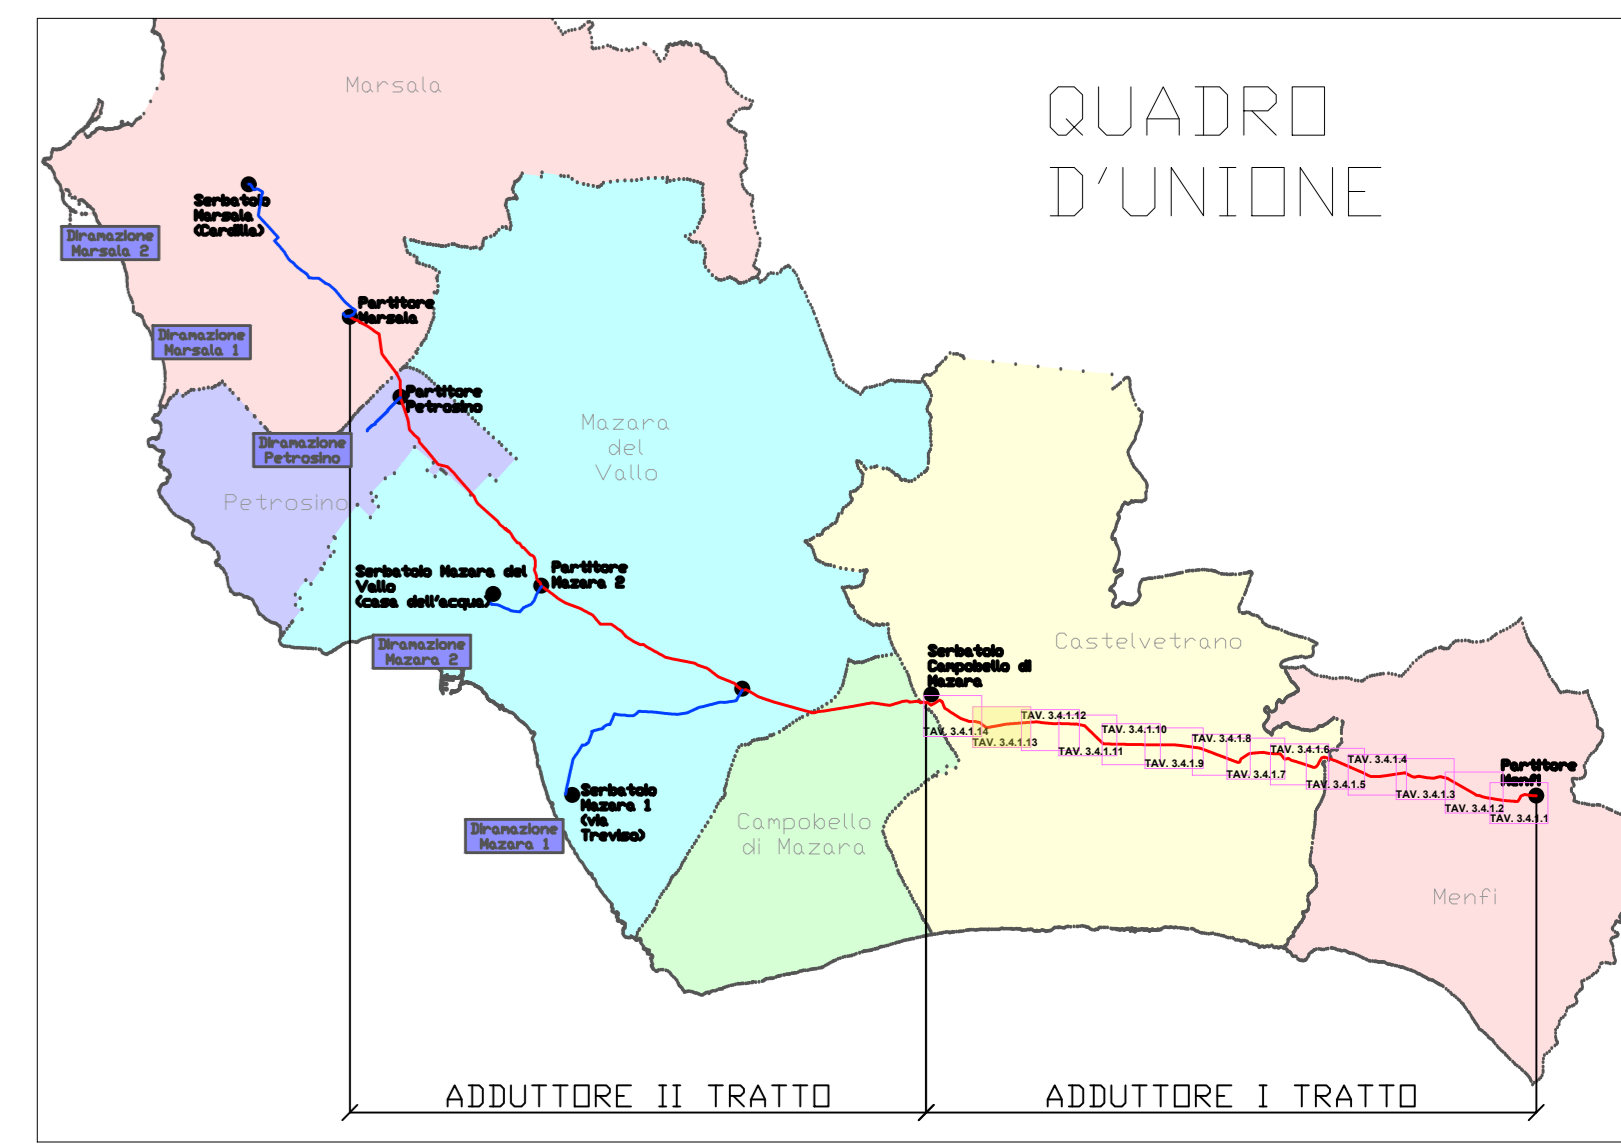 QUADRO
D'UNIONE
Marsala
Serbatoio
Marsala
(Cardilla)
Diramazione
Marsala 2
Partitore
Marsala
Diramazione
Marsala 1
Partitore
Petrosino
Diramazione
Petrosino
Petrosino
Mazara
del
Vallo
Serbatoio Mazara del
Vallo
(casa dell'acqua)
Partitore
Mazara 2
Diramazione
Mazara 2
Serbatoio
Campobello di
Mazara
Castelvetrano
TAV. 3.4.1.14
TAV. 3.4.1.13
TAV. 3.4.1.12
TAV. 3.4.1.11
TAV. 3.4.1.10
TAV. 3.4.1.9
TAV. 3.4.1.8
TAV. 3.4.1.7
TAV. 3.4.1.6
TAV. 3.4.1.5
TAV. 3.4.1.4
TAV. 3.4.1.3
TAV. 3.4.1.2
TAV. 3.4.1.1
Partitore
Menfi
Serbatoio
Mazara 1
(via
Treviso)
Diramazione
Mazara 1
Campobello
di Mazara
Menfi
ADDUTTORE II TRATTO
ADDUTTORE I TRATTO